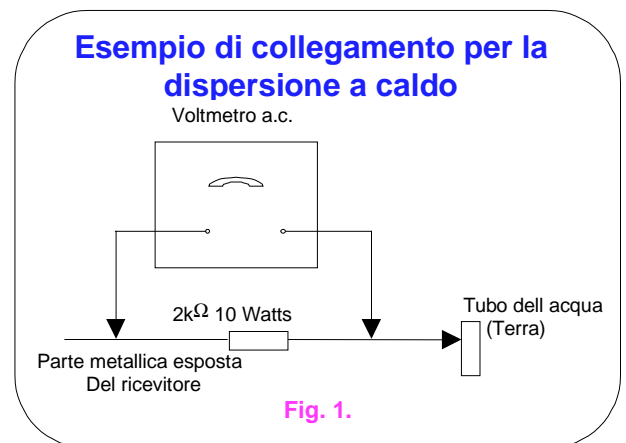 Esempio di collegamento per la
dispersione a caldo
Voltmetro a.c.
2kΩ 10 Watts
Tubo dell acqua
(Terra)
Parte metallica esposta
Del ricevitore
Fig. 1.